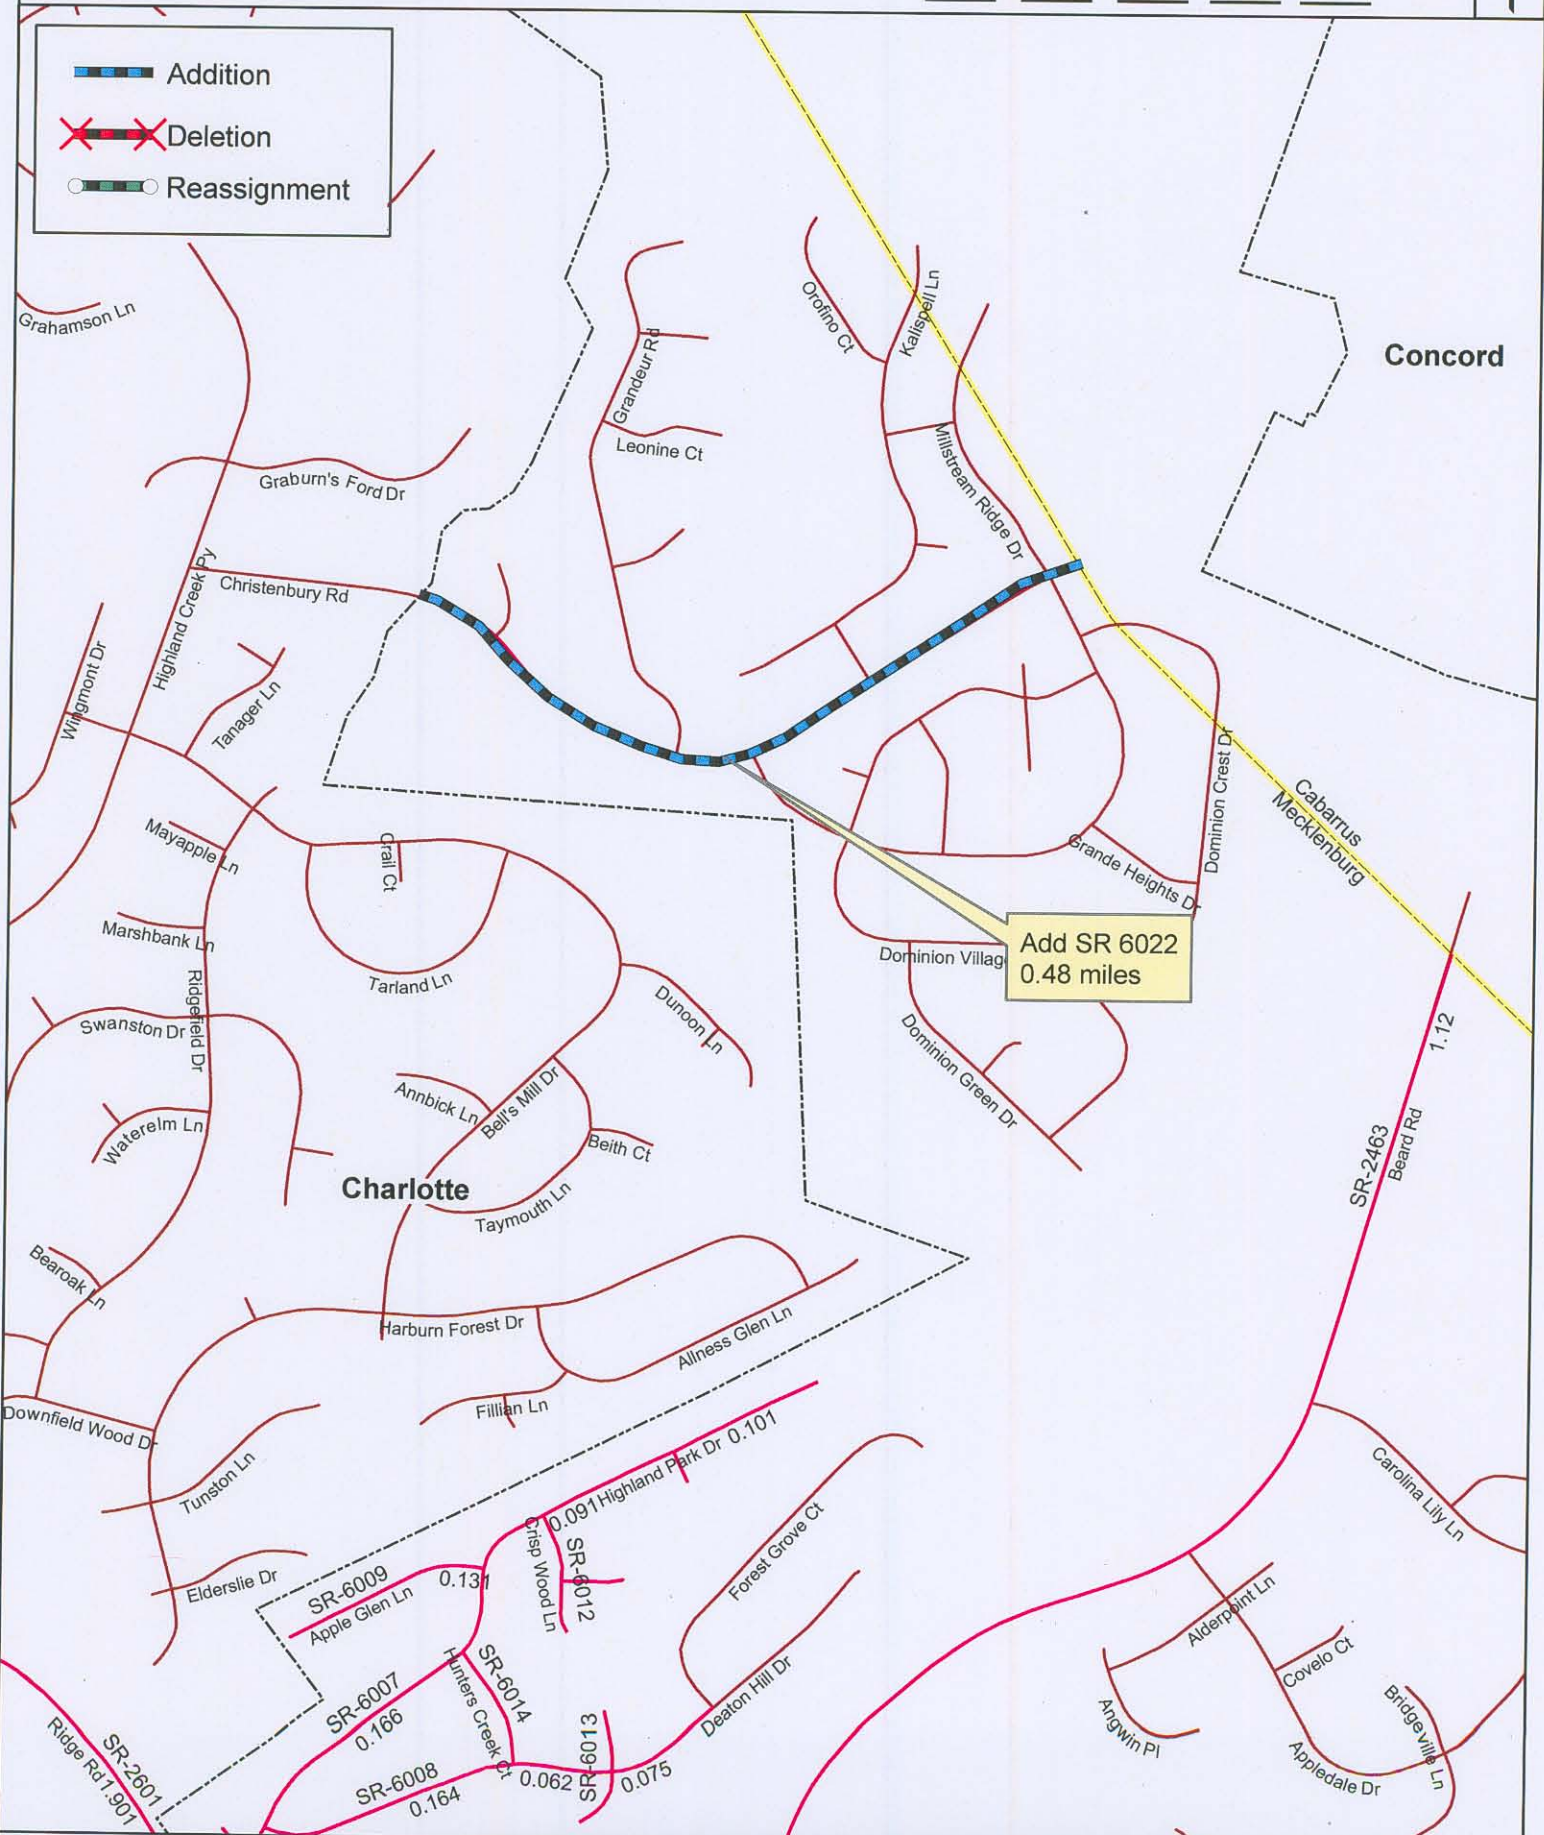 Addition
Deletion
Reassignment
Grahamson Ln
Orofino Ct
Kalispell Ln
Grandeur Rd
Leonine Ct
Concord
Graburn's Ford Dr
Millstream Ridge Dr
Christenbury Rd
Highland Creek Py
Wingmont Dr
Tanager Ln
Mayapple Ln
Crail Ct
Dominion Crest Dr
Cabarrus
Mecklenburg
Grande Heights Dr
Marshbank Ln
Tarland Ln
Dominion Villag
Add SR 6022
0.48 miles
Ridgefield Dr
Swanston Dr
Dunoon Ln
Dominion Green Dr
1.12
SR-2463
Beard Rd
Annbick Ln
Bell's Mill Dr
Waterelm Ln
Beith Ct
Charlotte
Taymouth Ln
Bearoak Ln
Harburn Forest Dr
Allness Glen Ln
Downfield Wood Dr
Fillian Ln
Highland Park Dr
0.101
0.091
Tunston Ln
Carolina Lily Ln
Crisp Wood Ln
SR-6012
Forest Grove Ct
Elderslie Dr
SR-6009
Apple Glen Ln
0.131
Alderpoint Ln
Covelo Ct
SR-6007
0.166
SR-6014
Hunters Creek Ct
Deaton Hill Dr
Angwin Pl
Bridgeville Ln
Appledale Dr
SR-2601
Ridge Rd
1.901
SR-6008
0.164
0.062
SR-6013
0.075